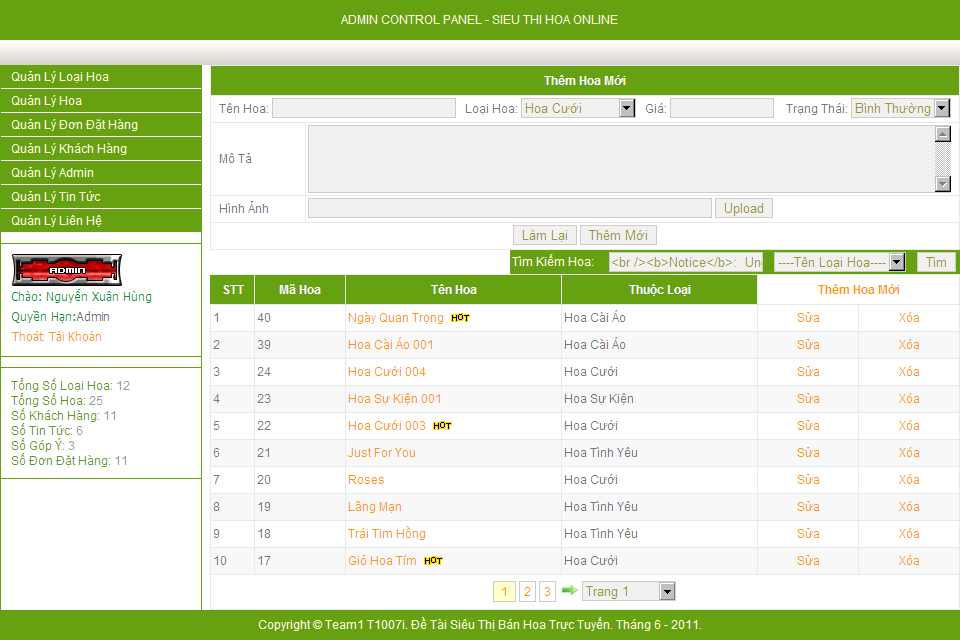 ADMIN CONTROL PANEL - SIEU THI HOA ONLINE
Quản Lý Loại Hoa
Quản Lý Hoa
Quản Lý Đơn Đặt Hàng
Quản Lý Khách Hàng
Quản Lý Admin
Quản Lý Tin Tức
Quản Lý Liên Hệ
ADMIN
Chào: Nguyễn Xuân Hùng
Quyền Hạn:Admin
Thoát Tài Khoản
Tổng Số Loại Hoa: 12
Tổng Số Hoa: 25
Số Khách Hàng: 11
Số Tin Tức: 6
Số Góp Ý: 3
Số Đơn Đặt Hàng: 11
Thêm Hoa Mới
Tên Hoa: Loại Hoa: Hoa Cưới Giá: Trạng Thái: Bình Thường
Mô Tả
Hình Ảnh Upload
Làm Lại Thêm Mới
Tìm Kiếm Hoa: <br /><b>Notice</b>: Un ----Tên Loại Hoa---- Tìm
STT Mã Hoa Tên Hoa Thuộc Loại Thêm Hoa Mới
1 40 Ngày Quan Trọng HOT Hoa Cài Áo Sửa Xóa
2 39 Hoa Cài Áo 001 Hoa Cài Áo Sửa Xóa
3 24 Hoa Cưới 004 Hoa Cưới Sửa Xóa
4 23 Hoa Sự Kiện 001 Hoa Sự Kiện Sửa Xóa
5 22 Hoa Cưới 003 HOT Hoa Cưới Sửa Xóa
6 21 Just For You Hoa Tình Yêu Sửa Xóa
7 20 Roses Hoa Cưới Sửa Xóa
8 19 Lãng Mạn Hoa Tình Yêu Sửa Xóa
9 18 Trái Tim Hồng Hoa Tình Yêu Sửa Xóa
10 17 Giỏ Hoa Tím HOT Hoa Cưới Sửa Xóa
1 2 3 Trang 1
Copyright © Team1 T1007i. Đề Tài Siêu Thị Bán Hoa Trực Tuyến. Tháng 6 - 2011.